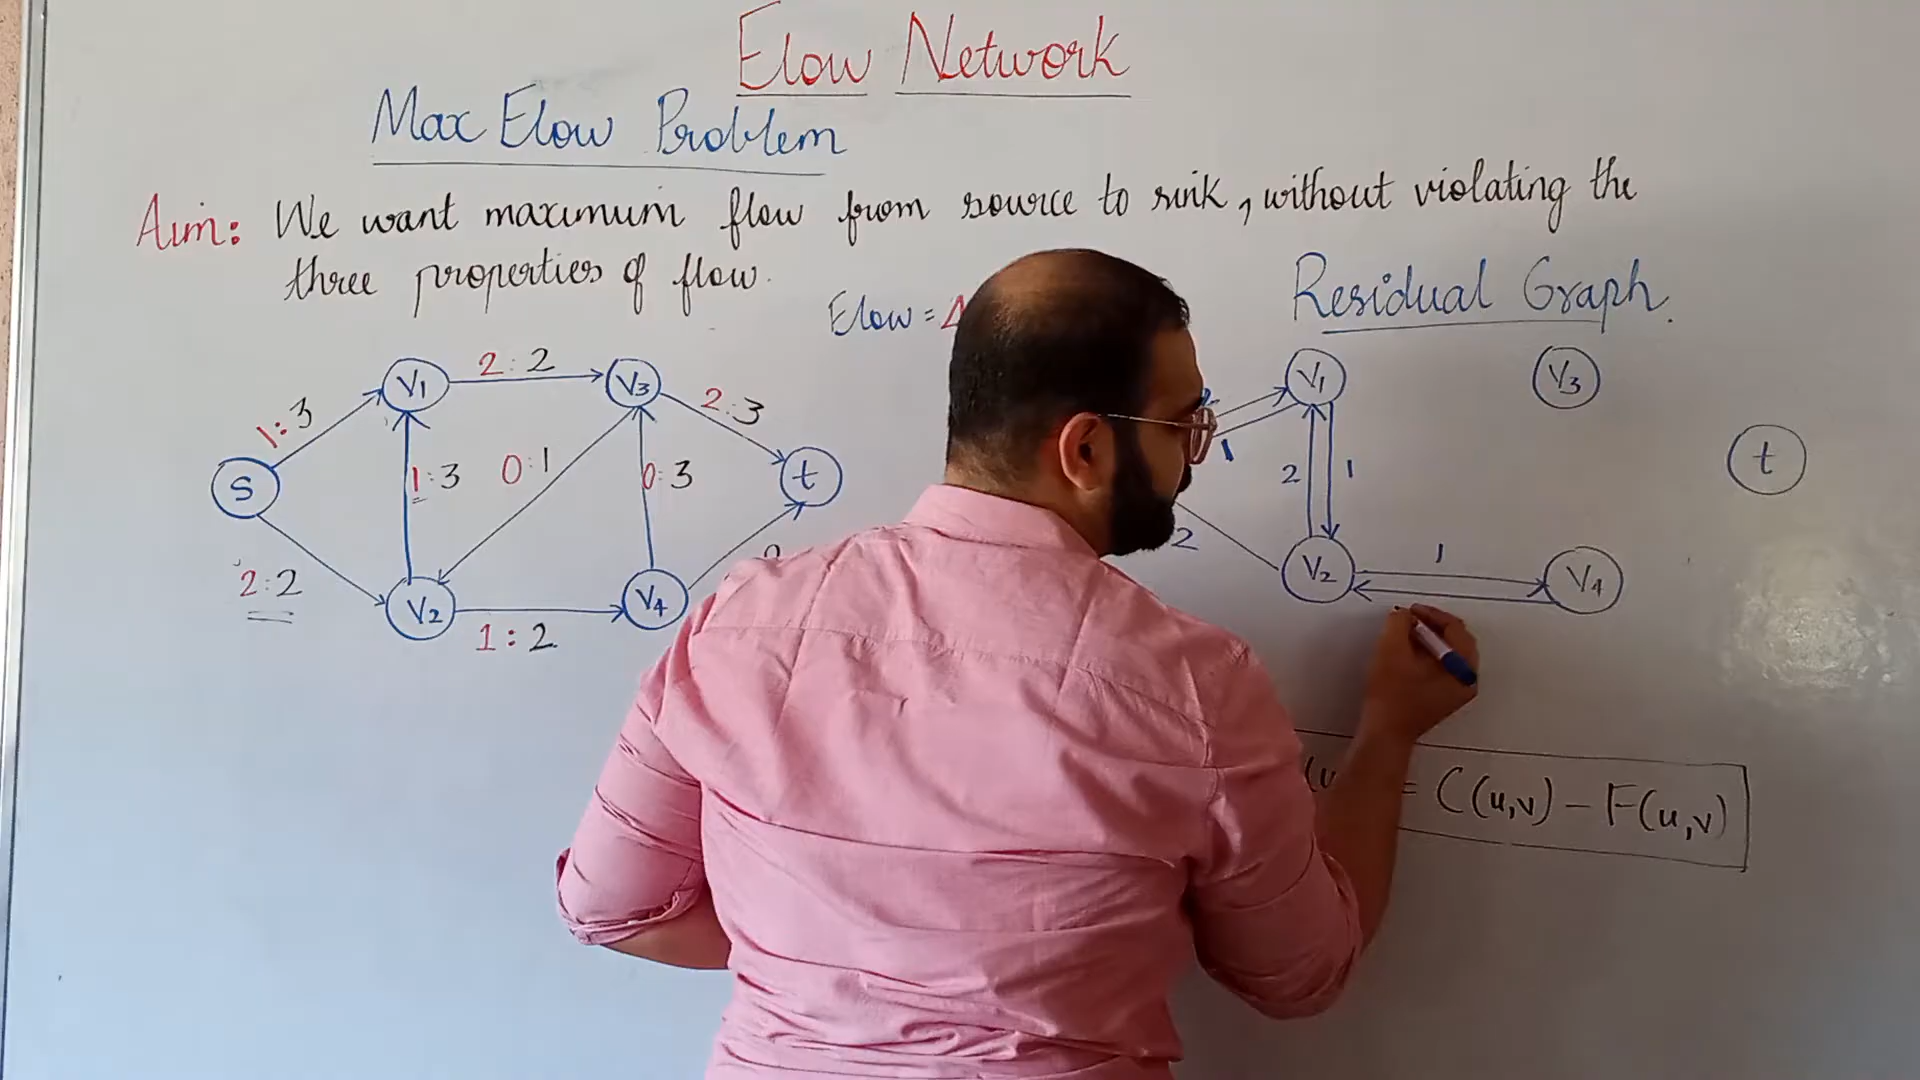 Flow Network
Max Flow Problem
Aim: We want maximum flow from source to sink, without violating the
three properties of flow.
Flow =
Residual Graph.
V1
2:2
V3
1:3
2:3
S
1:3
0:1
0:3
t
2:2
V2
1:2
V4
V1
V3
1
2
1
t
2
V2
1
V4
= C(u,v) - F(u,v)